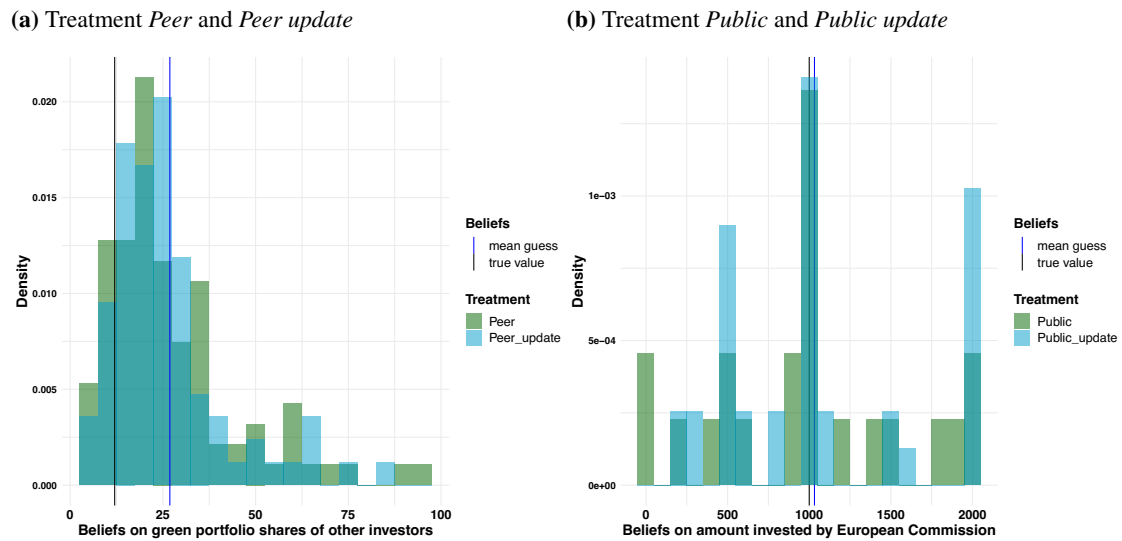 (a) Treatment Peer and Peer update
0.020
0.015
0.010
0.005
0.000
Density
0
25
50
75
100
Beliefs on green portfolio shares of other investors
Beliefs
mean guess
true value
Treatment
Peer
Peer_update
(b) Treatment Public and Public update
1e-03
5e-04
0e+00
Density
0
500
1000
1500
2000
Beliefs on amount invested by European Commission
Beliefs
mean guess
true value
Treatment
Public
Public_update